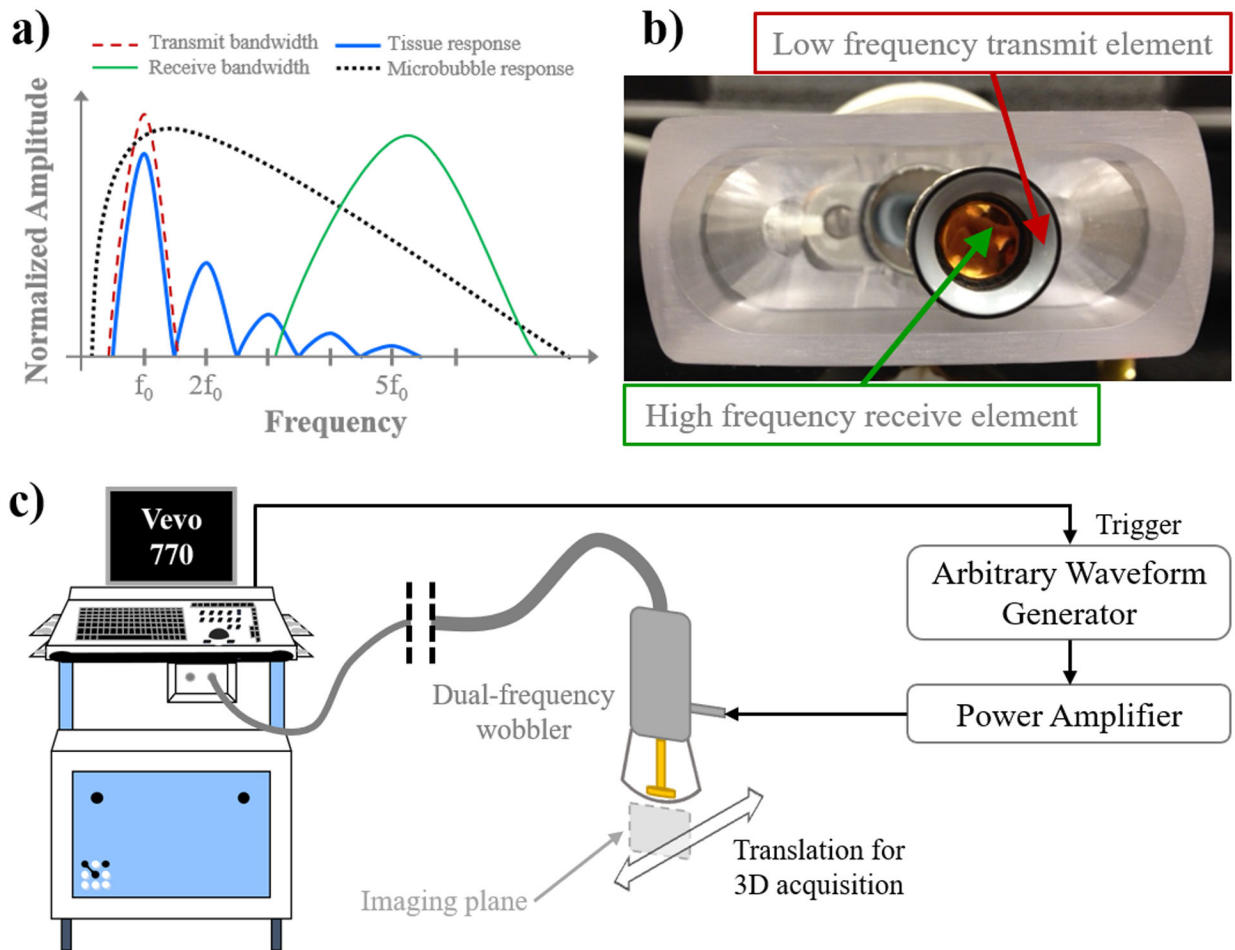 a)
Transmit bandwidth
Tissue response
Receive bandwidth
Microbubble response
Normalized Amplitude
f₀
2f₀
5f₀
Frequency
b)
Low frequency transmit element
High frequency receive element
c)
Vevo
770
Trigger
Arbitrary Waveform
Generator
Power Amplifier
Dual-frequency
wobbler
Translation for
3D acquisition
Imaging plane